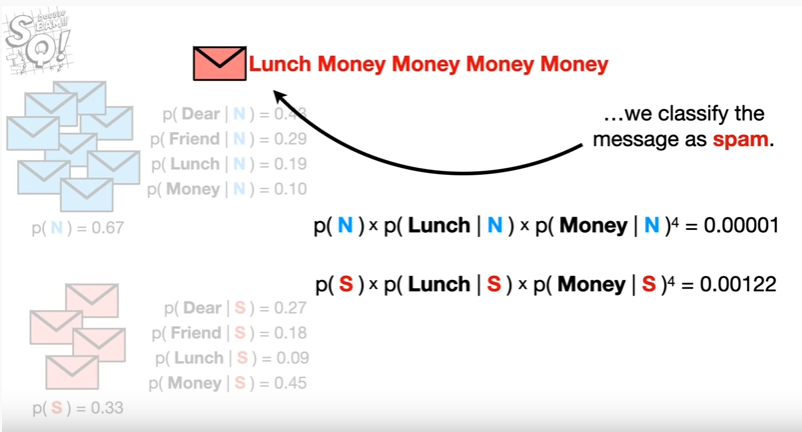 Lunch Money Money Money Money
…we classify the
message as spam.
p( Dear | N ) = 0.43
p( Friend | N ) = 0.29
p( Lunch | N ) = 0.19
p( Money | N ) = 0.10
p( N ) = 0.67
p( N ) x p( Lunch | N ) x p( Money | N )⁴ = 0.00001
p( S ) x p( Lunch | S ) x p( Money | S )⁴ = 0.00122
p( Dear | S ) = 0.27
p( Friend | S ) = 0.18
p( Lunch | S ) = 0.09
p( Money | S ) = 0.45
p( S ) = 0.33